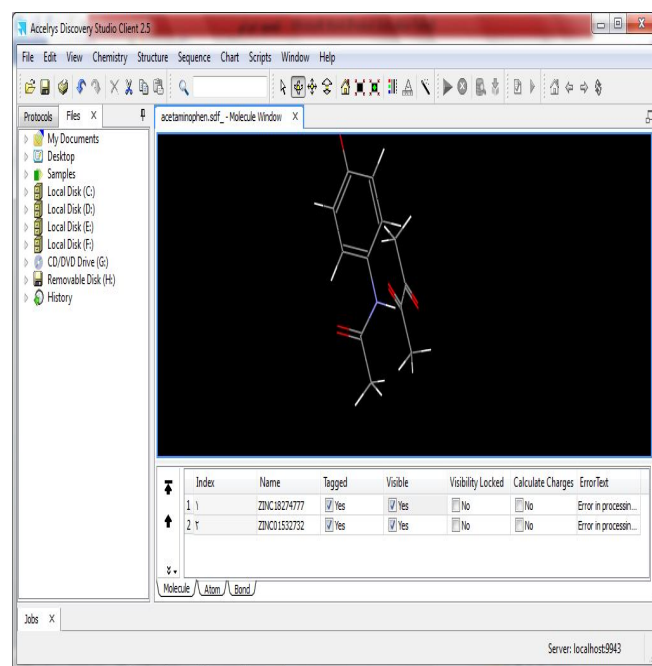 Accelrys Discovery Studio Client 2.5
File Edit View Chemistry Structure Sequence Chart Scripts Window Help
Protocols Files X
acetaminophen.sdf_ - Molecule Window X
My Documents
Desktop
Samples
Local Disk (C:)
Local Disk (D:)
Local Disk (E:)
Local Disk (F:)
CD/DVD Drive (G:)
Removable Disk (H:)
History
Index Name Tagged Visible Visibility Locked Calculate Charges ErrorText
1 ١ ZINC18274777 Yes Yes No No Error in processin...
2 ٢ ZINC01532732 Yes Yes No No Error in processin...
Molecule Atom Bond
Jobs X
Server: localhost:9943